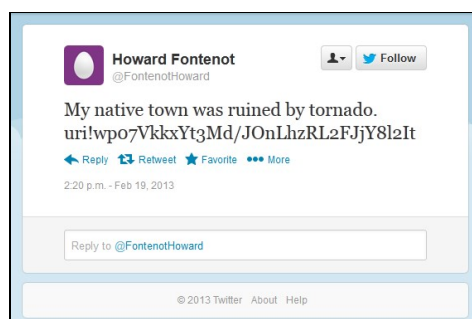 Howard Fontenot
Follow
@FontenotHoward
My native town was ruined by tornado.
uri!wp07VkkxYt3Md/JOnLhzRL2FJjY8l2It
Reply Retweet Favorite More
2:20 p.m. - Feb 19, 2013
Reply to @FontenotHoward
© 2013 Twitter About Help